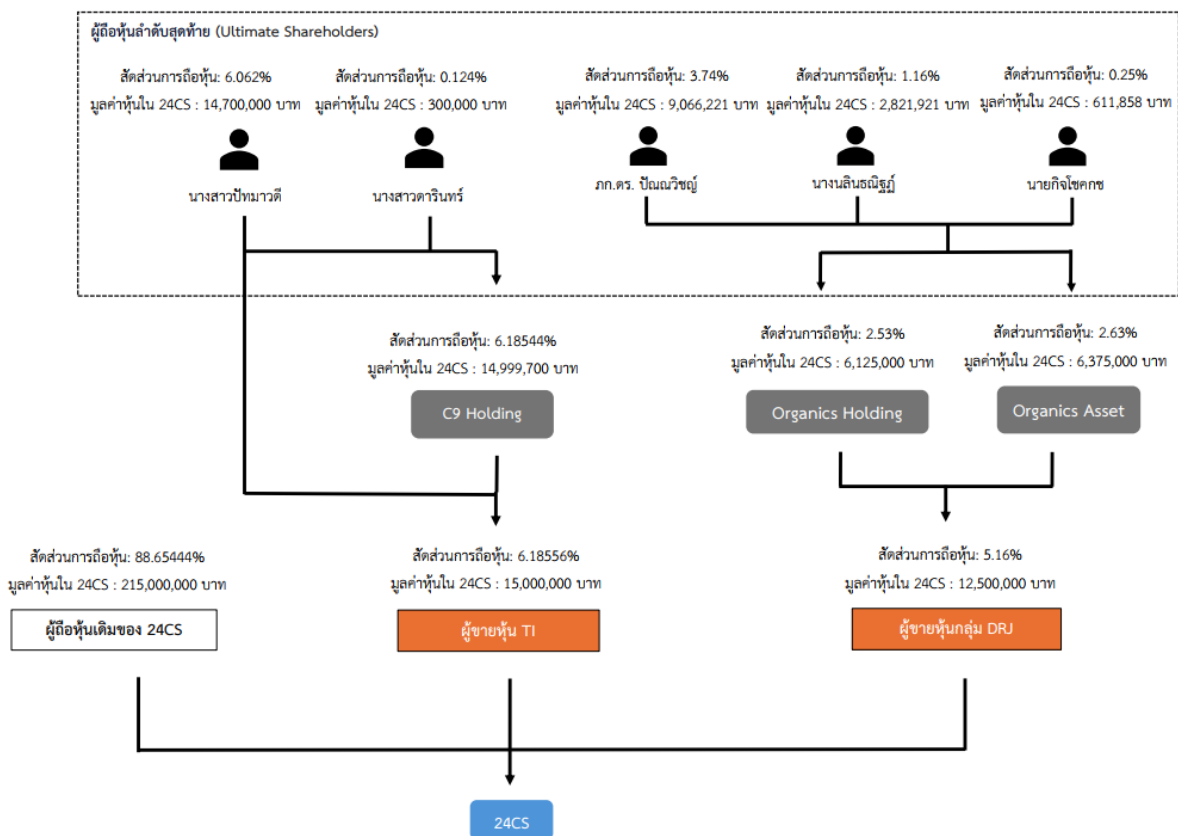 ผู้ถือหุ้นลำดับสุดท้าย (Ultimate Shareholders)
สัดส่วนการถือหุ้น: 6.062%
มูลค่าหุ้นใน 24CS : 14,700,000 บาท
นางสาวปัทมาวดี
สัดส่วนการถือหุ้น: 0.124%
มูลค่าหุ้นใน 24CS : 300,000 บาท
นางสาวดารินทร์
สัดส่วนการถือหุ้น: 3.74%
มูลค่าหุ้นใน 24CS : 9,066,221 บาท
ภก.ดร. ปัณณวิชญ์
สัดส่วนการถือหุ้น: 1.16%
มูลค่าหุ้นใน 24CS : 2,821,921 บาท
นางนลินธณิฐฏ์
สัดส่วนการถือหุ้น: 0.25%
มูลค่าหุ้นใน 24CS : 611,858 บาท
นายกิจโชคกช
สัดส่วนการถือหุ้น: 6.18544%
มูลค่าหุ้นใน 24CS : 14,999,700 บาท
C9 Holding
สัดส่วนการถือหุ้น: 2.53%
มูลค่าหุ้นใน 24CS : 6,125,000 บาท
Organics Holding
สัดส่วนการถือหุ้น: 2.63%
มูลค่าหุ้นใน 24CS : 6,375,000 บาท
Organics Asset
สัดส่วนการถือหุ้น: 88.65444%
มูลค่าหุ้นใน 24CS : 215,000,000 บาท
ผู้ถือหุ้นเดิมของ 24CS
สัดส่วนการถือหุ้น: 6.18556%
มูลค่าหุ้นใน 24CS : 15,000,000 บาท
ผู้ขายหุ้น TI
สัดส่วนการถือหุ้น: 5.16%
มูลค่าหุ้นใน 24CS : 12,500,000 บาท
ผู้ขายหุ้นกลุ่ม DRJ
24CS